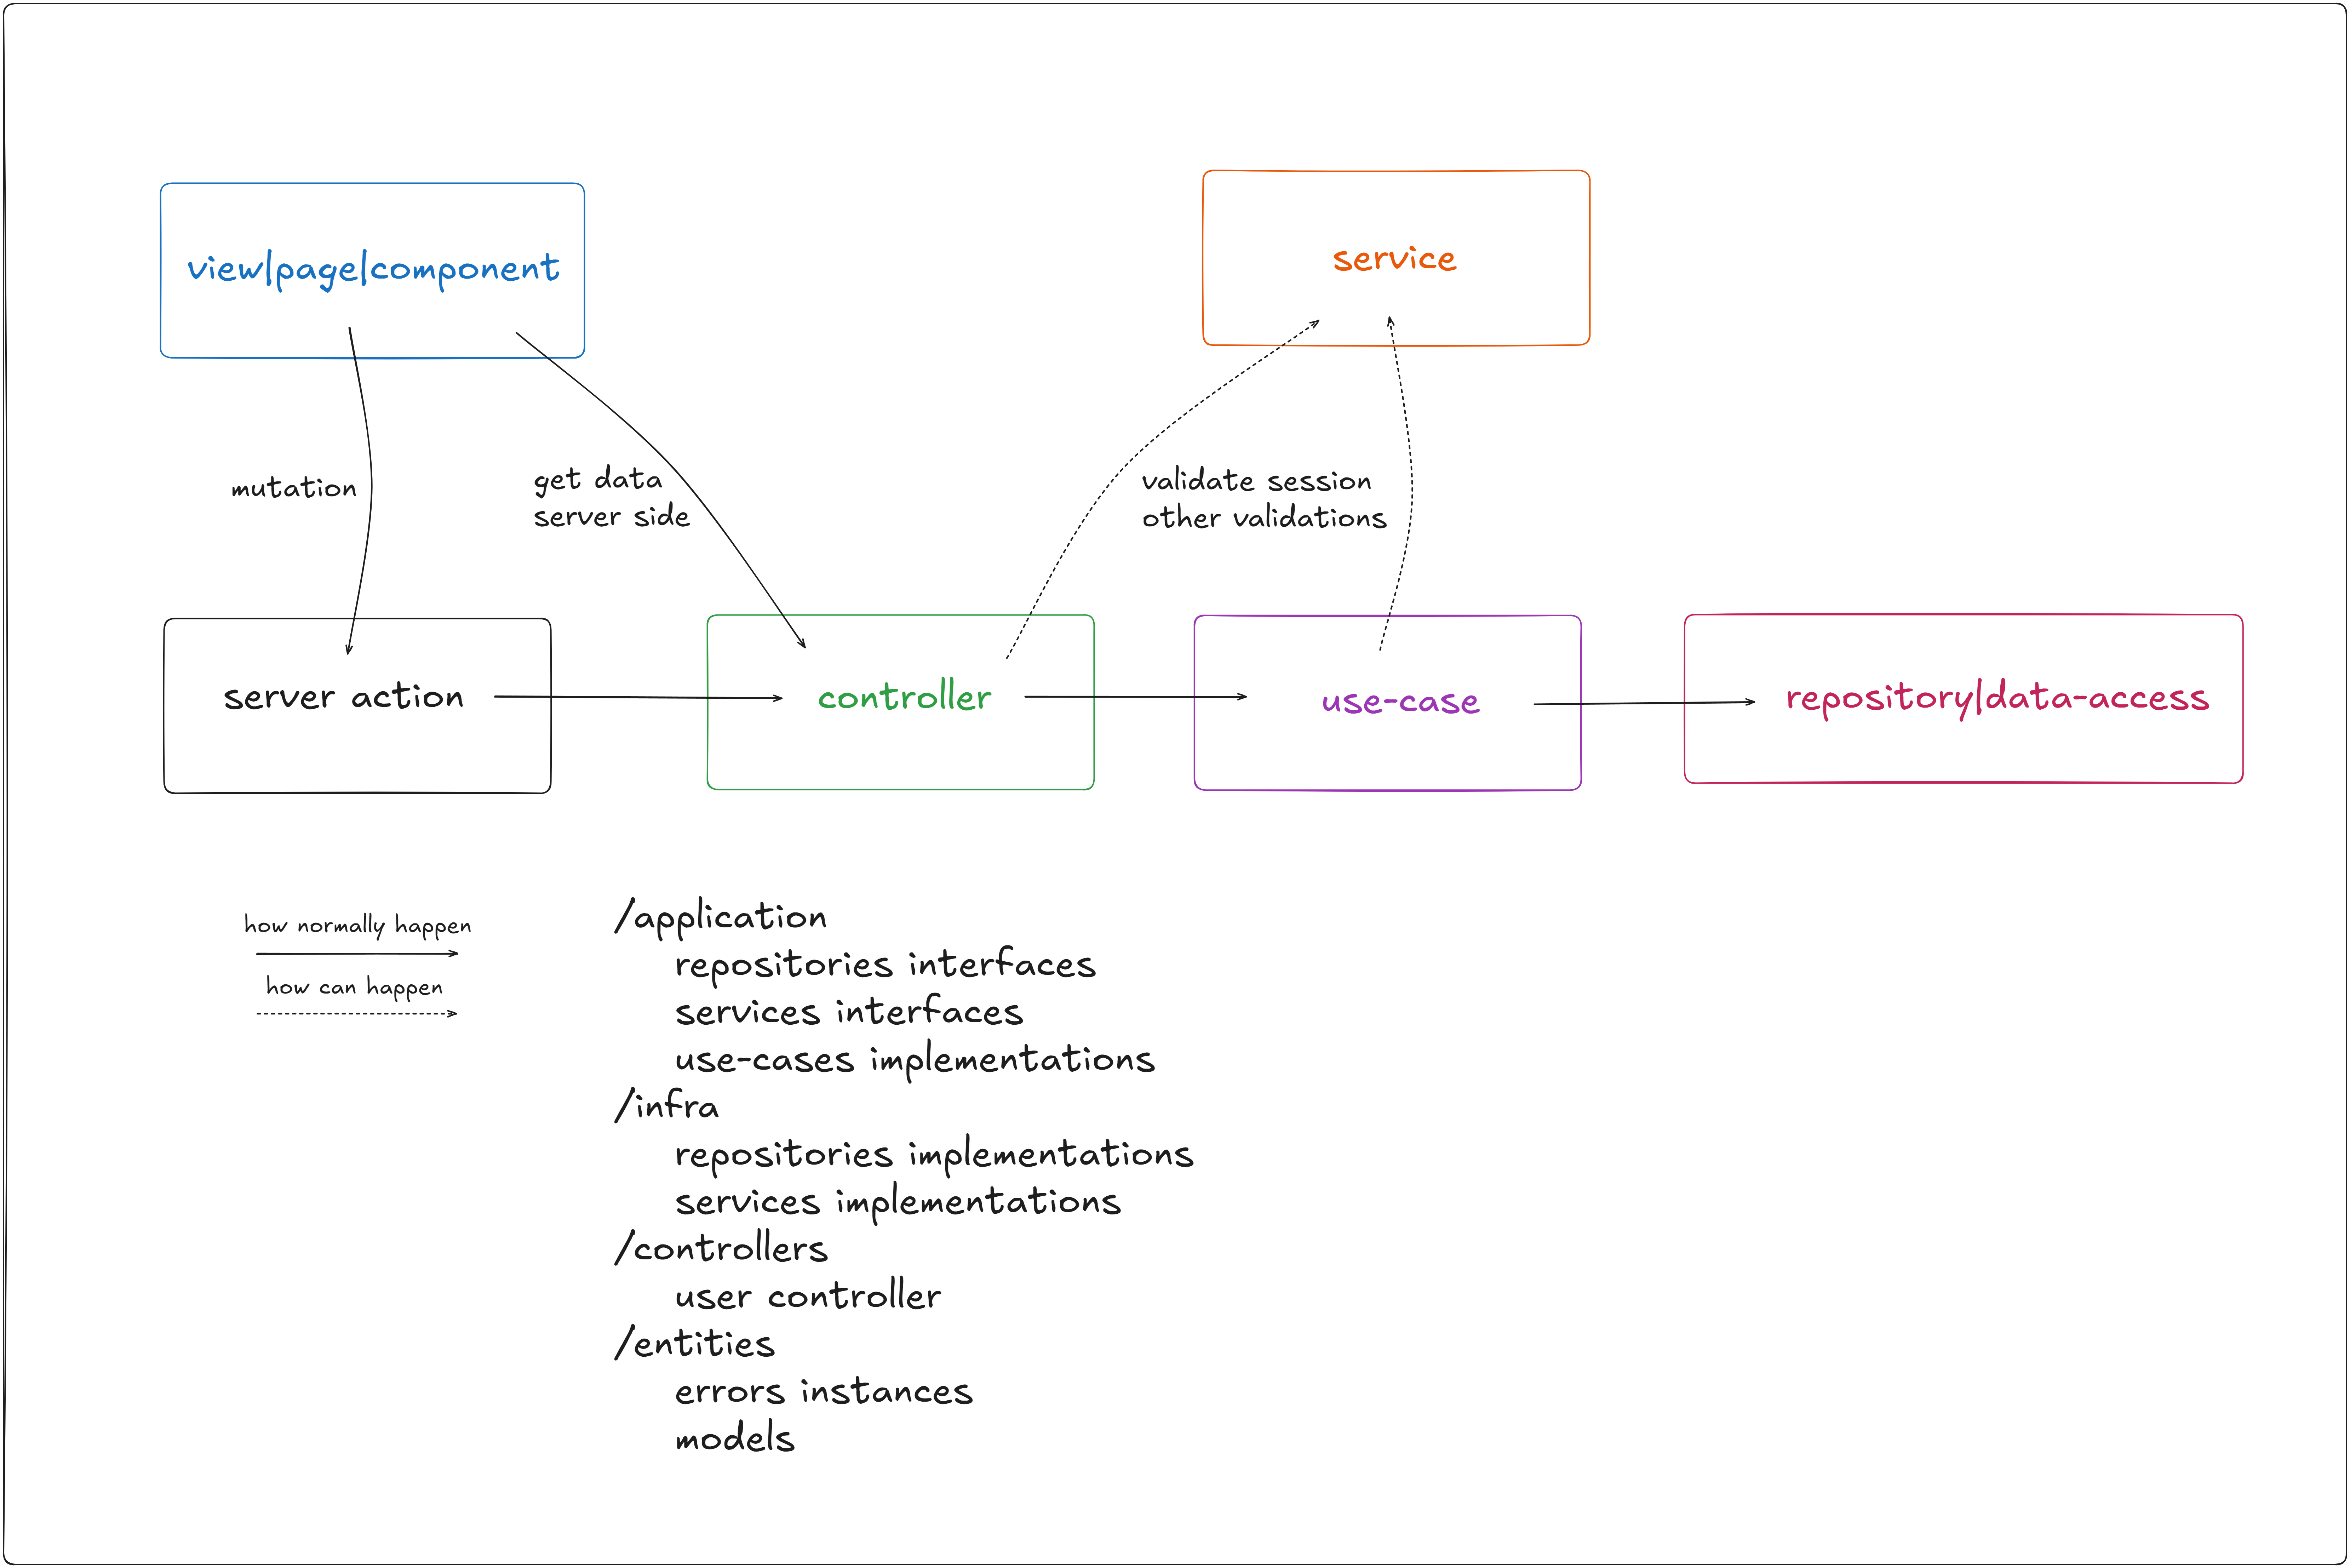 view|page|component
service
mutation
get data
server side
validate session
other validations
server action
controller
use-case
repository|data-access
how normally happen
how can happen
/application
repositories interfaces
services interfaces
use-cases implementations
/infra
repositories implementations
services implementations
/controllers
user controller
/entities
errors instances
models